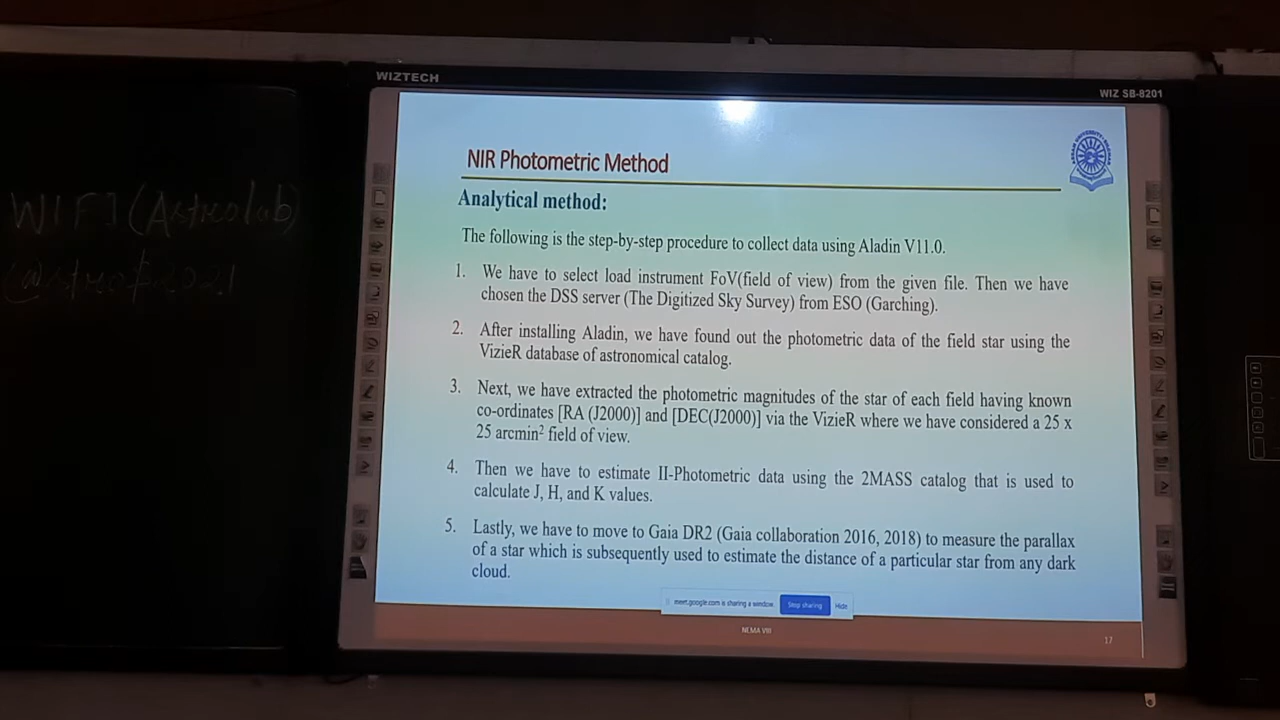 WIZTECH
WIZ SB-8201
NIR Photometric Method
Analytical method:
The following is the step-by-step procedure to collect data using Aladin V11.0.
1. We have to select load instrument FoV(field of view) from the given file. Then we have
chosen the DSS server (The Digitized Sky Survey) from ESO (Garching).
2. After installing Aladin, we have found out the photometric data of the field star using the
VizieR database of astronomical catalog.
3. Next, we have extracted the photometric magnitudes of the star of each field having known
co-ordinates [RA (J2000)] and [DEC(J2000)] via the VizieR where we have considered a 25 x
25 arcmin² field of view.
4. Then we have to estimate II-Photometric data using the 2MASS catalog that is used to
calculate J, H, and K values.
5. Lastly, we have to move to Gaia DR2 (Gaia collaboration 2016, 2018) to measure the parallax
of a star which is subsequently used to estimate the distance of a particular star from any dark
cloud.
meet.google.com is sharing a window.
Stop sharing
Hide
NEMA VIII
17
WIFI (Astrolab)